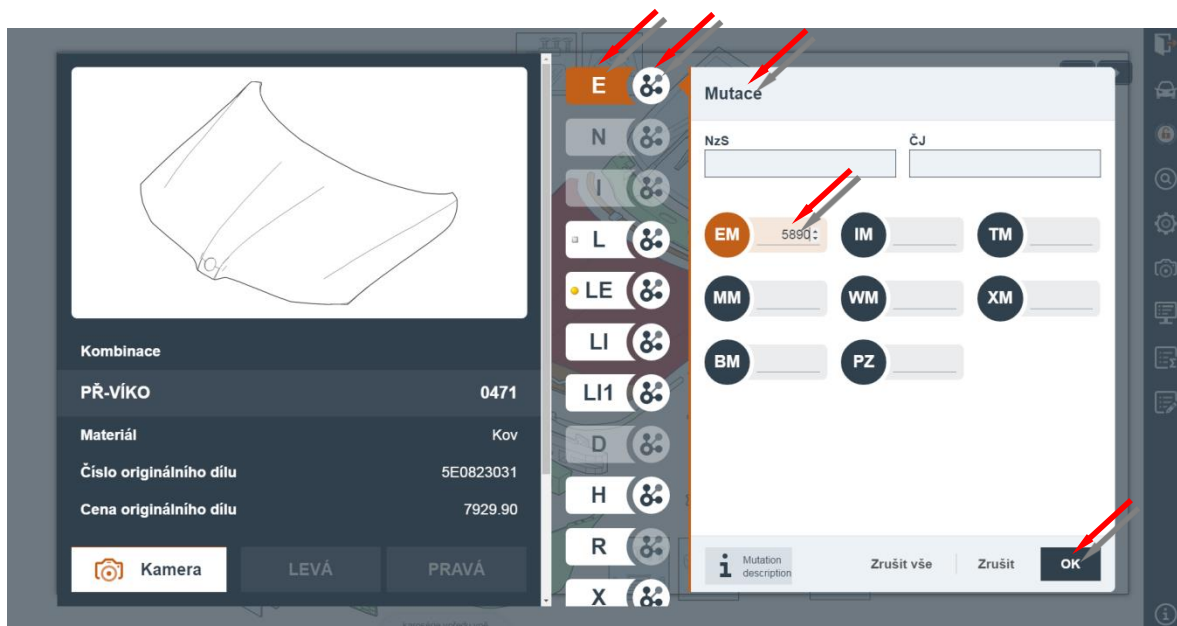 Kombinace
PŘ-VÍKO 0471
Materiál Kov
Číslo originálního dílu 5E0823031
Cena originálního dílu 7929.90
Kamera LEVÁ PRAVÁ
E
N
I
L
LE
LI
LI1
D
H
R
X
Mutace
NzS ČJ
EM 5890 IM TM
MM WM XM
BM PZ
Mutation
description
Zrušit vše Zrušit OK